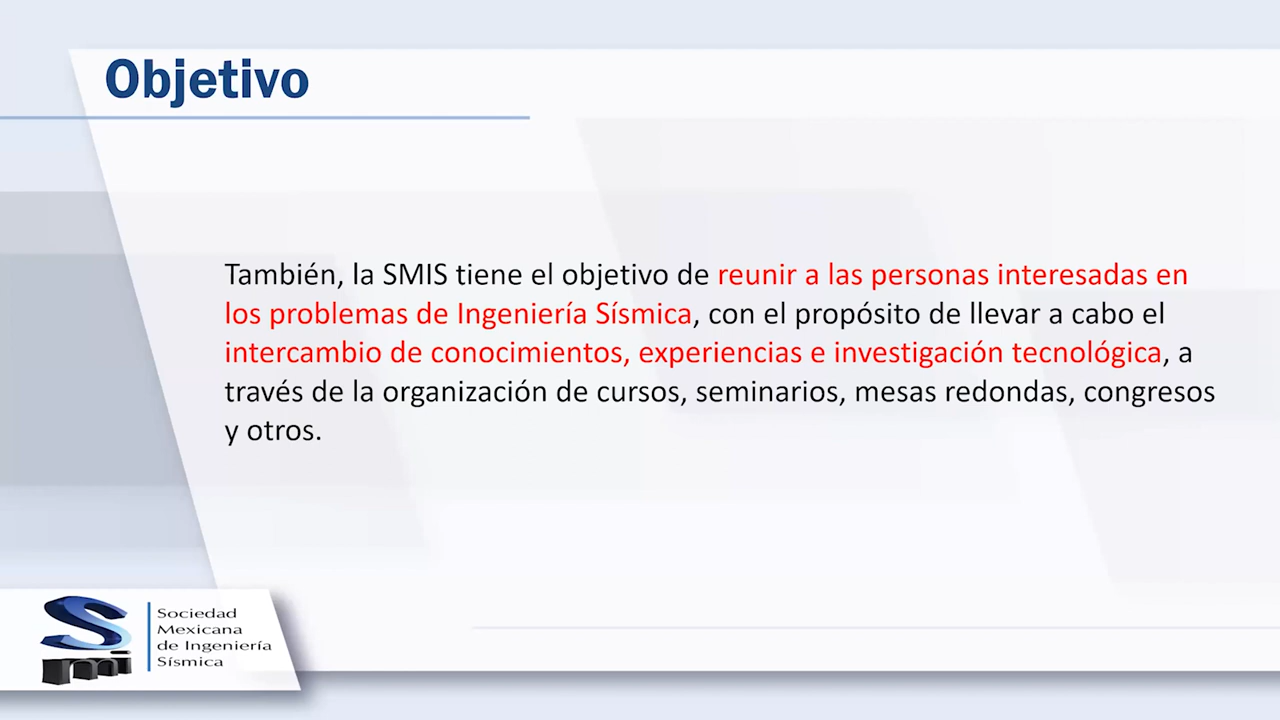 Objetivo
También, la SMIS tiene el objetivo de reunir a las personas interesadas en
los problemas de Ingeniería Sísmica, con el propósito de llevar a cabo el
intercambio de conocimientos, experiencias e investigación tecnológica, a
través de la organización de cursos, seminarios, mesas redondas, congresos
y otros.
S
mi
Sociedad
Mexicana
de Ingeniería
Sísmica